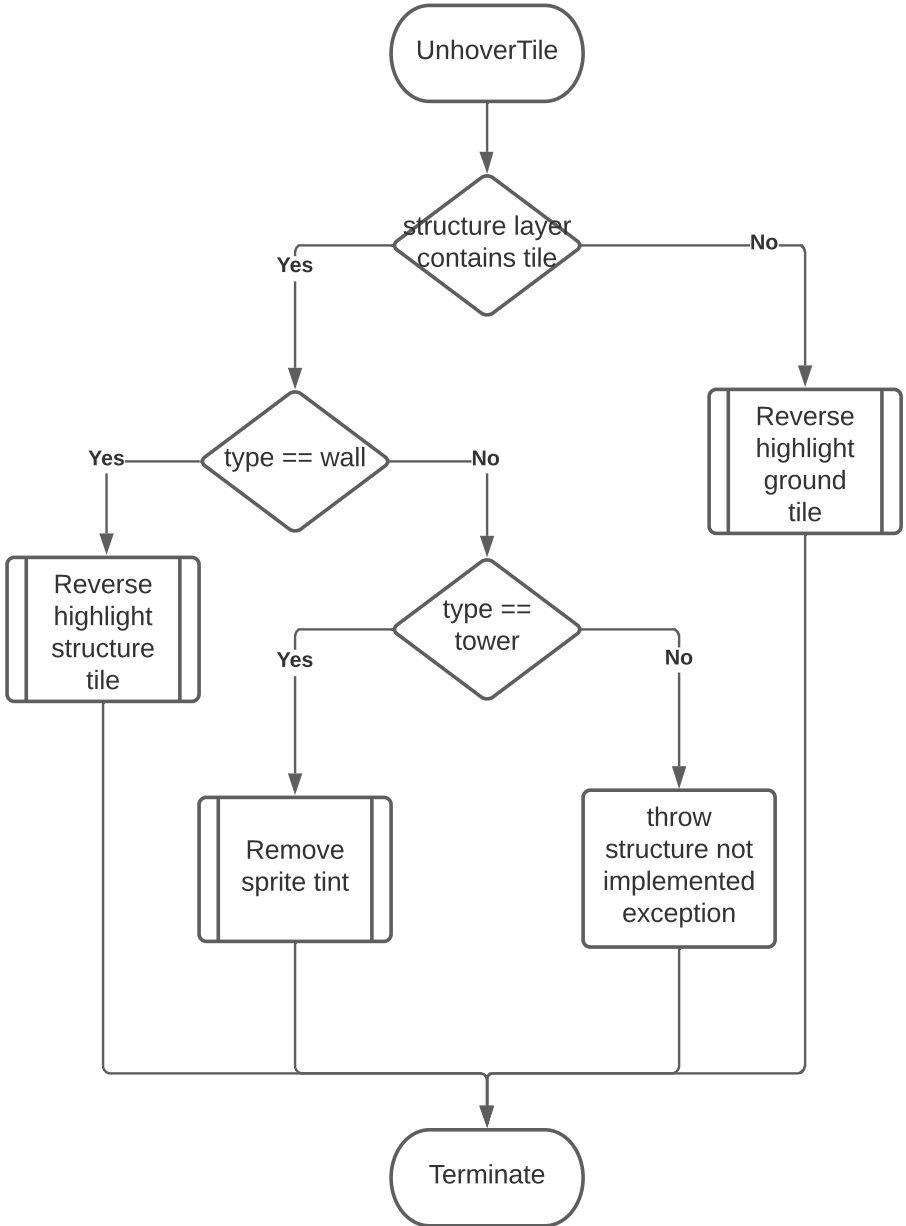 UnhoverTile
structure layer
contains tile
Yes
No
type == wall
Yes
No
Reverse
highlight
ground
tile
Reverse
highlight
structure
tile
type ==
tower
Yes
No
Remove
sprite tint
throw
structure not
implemented
exception
Terminate